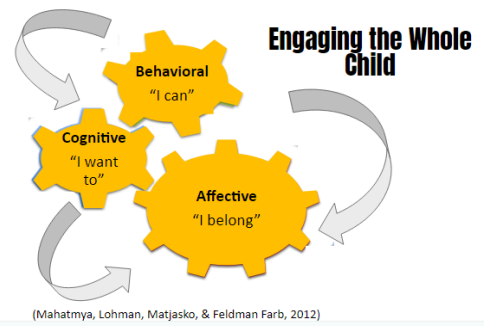 Engaging the Whole
Child
Behavioral
"I can"
Cognitive
"I want
to"
Affective
"I belong"
(Mahatmya, Lohman, Matjasko, & Feldman Farb, 2012)